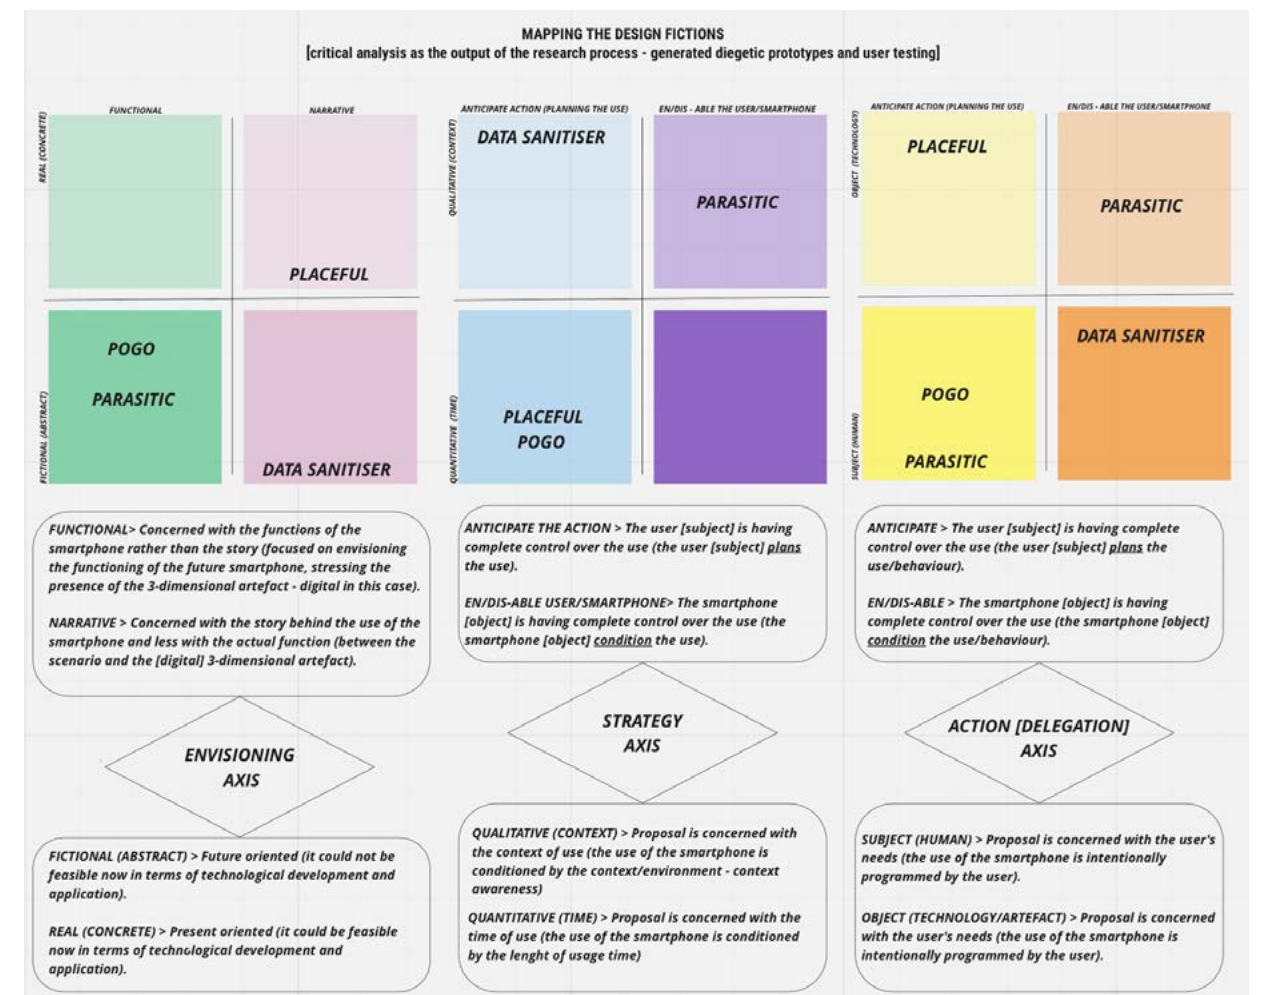 MAPPING THE DESIGN FICTIONS
[critical analysis as the output of the research process - generated diegetic prototypes and user testing]
FUNCTIONAL
NARRATIVE
REAL (CONCRETE)
FICTIONAL (ABSTRACT)
PLACEFUL
POGO
PARASITIC
DATA SANITISER
ANTICIPATE ACTION (PLANNING THE USE)
EN/DIS - ABLE THE USER/SMARTPHONE
QUALITATIVE (CONTEXT)
QUANTITATIVE (TIME)
DATA SANITISER
PARASITIC
PLACEFUL
POGO
ANTICIPATE ACTION (PLANNING THE USE)
EN/DIS - ABLE THE USER/SMARTPHONE
OBJECT (TECHNOLOGY)
SUBJECT (HUMAN)
PLACEFUL
PARASITIC
DATA SANITISER
POGO
PARASITIC
FUNCTIONAL> Concerned with the functions of the
smartphone rather than the story (focused on envisioning
the functioning of the future smartphone, stressing the
presence of the 3-dimensional artefact - digital in this case).
NARRATIVE > Concerned with the story behind the use of the
smartphone and less with the actual function (between the
scenario and the [digital] 3-dimensional artefact).
ENVISIONING
AXIS
FICTIONAL (ABSTRACT) > Future oriented (it could not be
feasible now in terms of technological development and
application).
REAL (CONCRETE) > Present oriented (it could be feasible
now in terms of technological development and
application).
ANTICIPATE THE ACTION > The user [subject] is having
complete control over the use (the user [subject] plans
the use).
EN/DIS-ABLE USER/SMARTPHONE> The smartphone
[object] is having complete control over the use (the
smartphone [object] condition the use).
STRATEGY
AXIS
QUALITATIVE (CONTEXT) > Proposal is concerned with
the context of use (the use of the smartphone is
conditioned by the context/environment - context
awareness)
QUANTITATIVE (TIME) > Proposal is concerned with the
time of use (the use of the smartphone is conditioned
by the lenght of usage time)
ANTICIPATE > The user [subject] is having complete
control over the use (the user [subject] plans the
use/behaviour).
EN/DIS-ABLE > The smartphone [object] is having
complete control over the use (the smartphone [object]
condition the use/behaviour).
ACTION [DELEGATION]
AXIS
SUBJECT (HUMAN) > Proposal is concerned with the user's
needs (the use of the smartphone is intentionally
programmed by the user).
OBJECT (TECHNOLOGY/ARTEFACT) > Proposal is concerned
with the user's needs (the use of the smartphone is
intentionally programmed by the user).